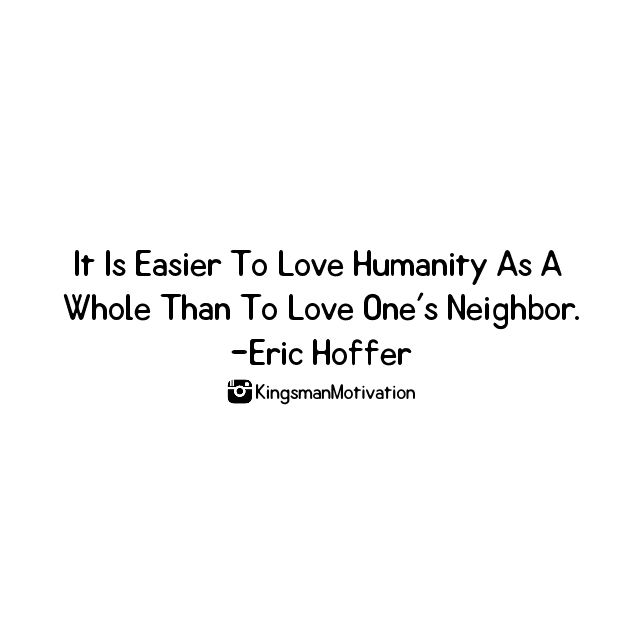 It Is Easier To Love Humanity As A
Whole Than To Love One's Neighbor.
-Eric Hoffer
KingsmanMotivation